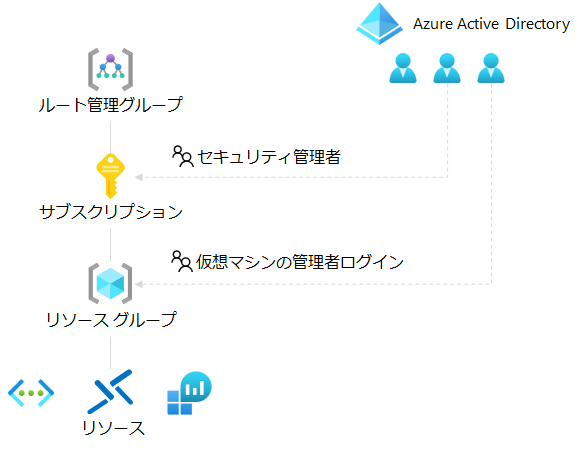 Azure Active Directory
ルート管理グループ
セキュリティ管理者
サブスクリプション
仮想マシンの管理者ログイン
リソース グループ
リソース